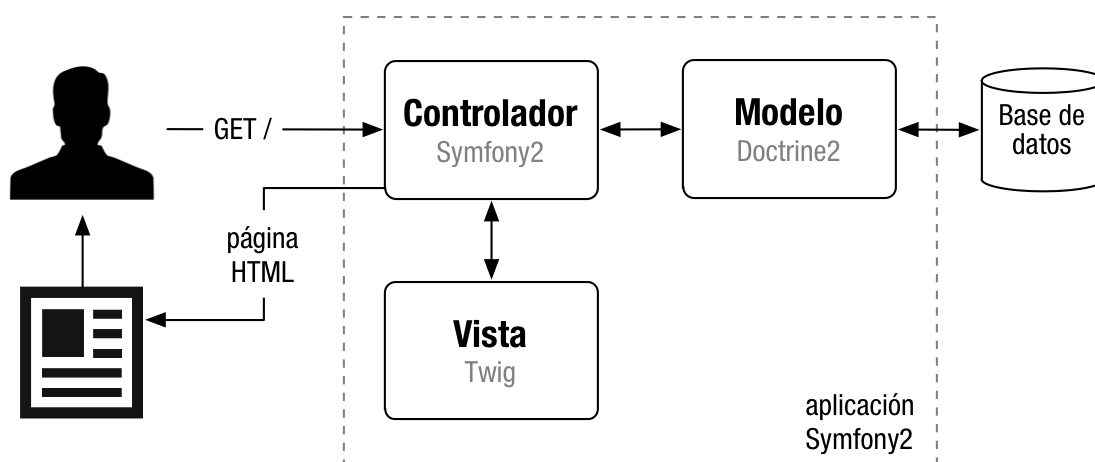 GET /
Controlador
Symfony2
Modelo
Doctrine2
Base de
datos
página
HTML
Vista
Twig
aplicación
Symfony2